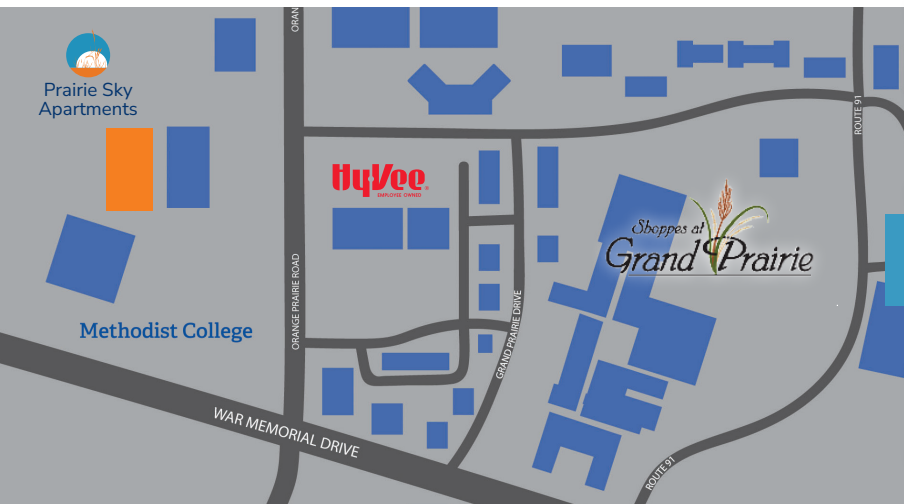 ORAN
Prairie Sky
Apartments
ROUTE 91
HyVee
EMPLOYEE OWNED
Shoppes at
Grand Prairie
ORANGE PRAIRIE ROAD
GRAND PRAIRIE DRIVE
Methodist College
WAR MEMORIAL DRIVE
ROUTE 91